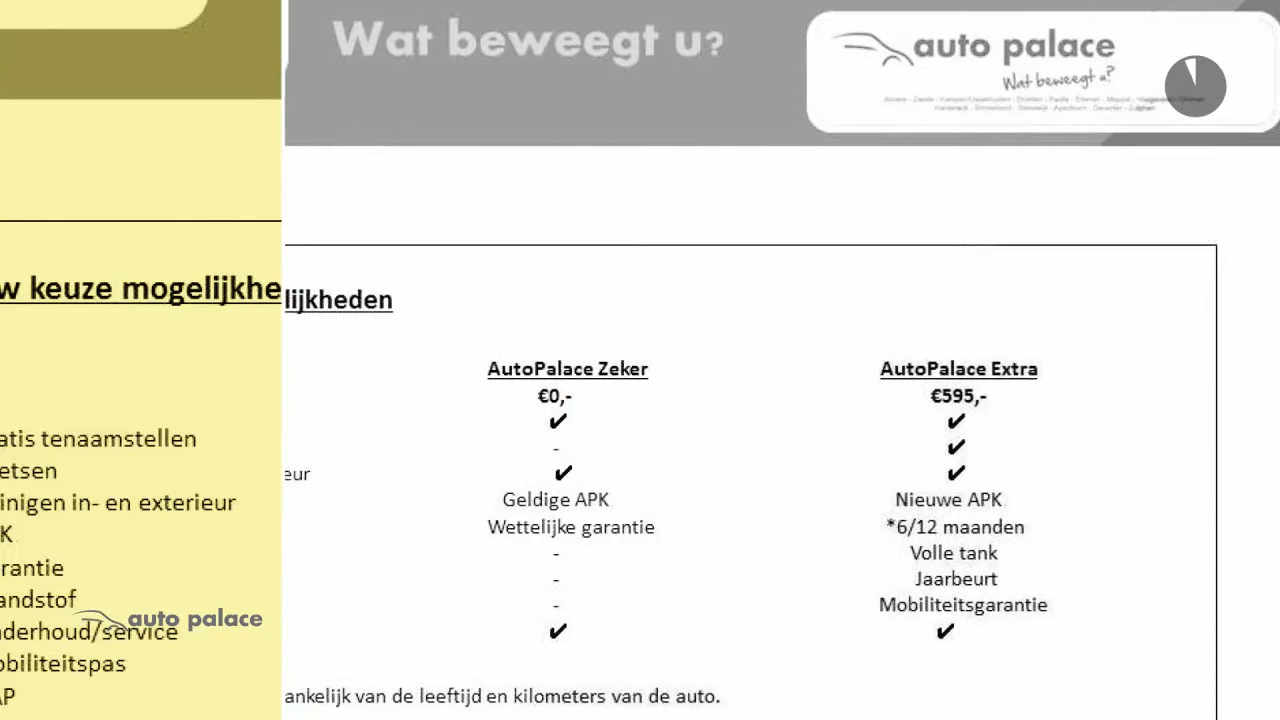 Wat beweegt u?
auto palace
Wat beweegt u?
w keuze mogelijkhe
lijkheden
AutoPalace Zeker
AutoPalace Extra
€0,-
€595,-
✔
✔
atis tenaamstellen
-
✔
etsen
eur
✔
✔
inigen in- en exterieur
Geldige APK
Nieuwe APK
K
Wettelijke garantie
*6/12 maanden
rantie
-
Volle tank
andstof
-
Jaarbeurt
auto palace
-
Mobiliteitsgarantie
nderhoud/service
✔
✔
obiliteitspas
AP
ankelijk van de leeftijd en kilometers van de auto.